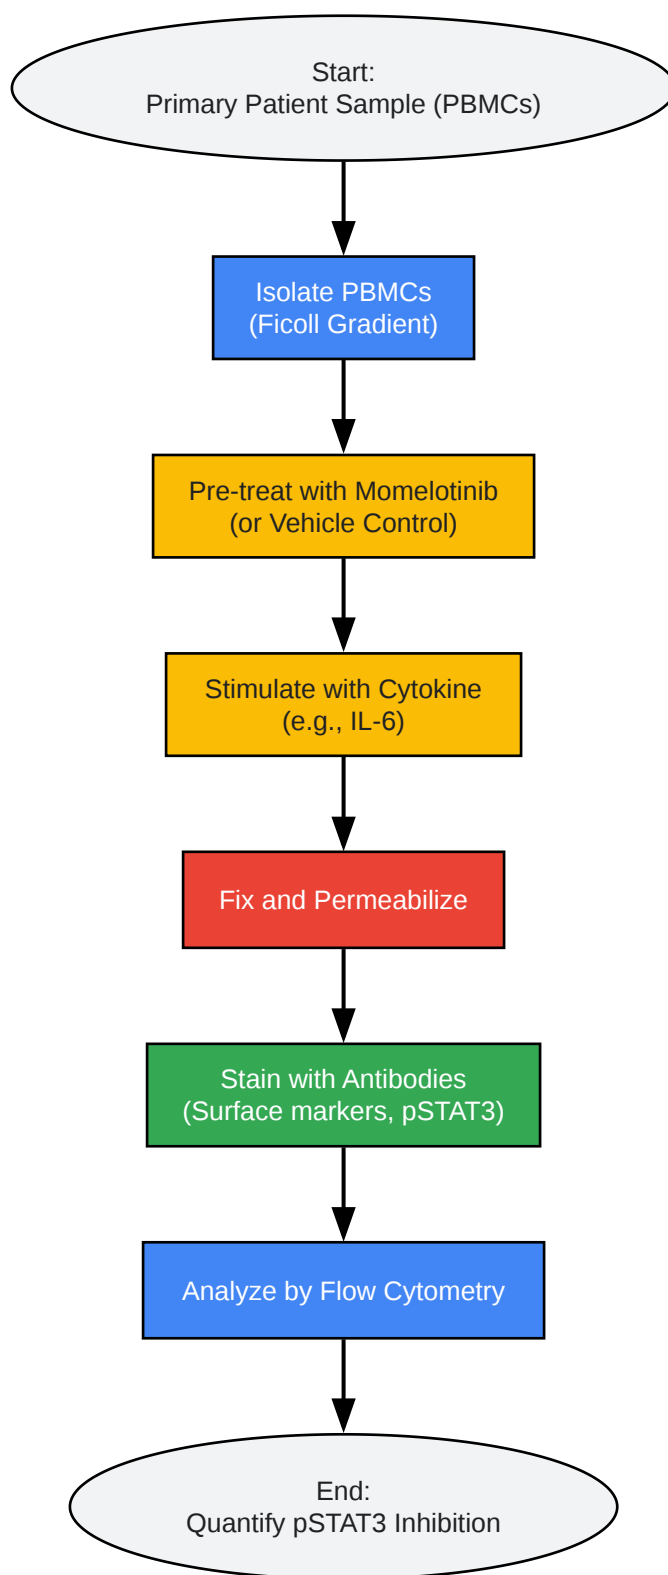 Start:
Primary Patient Sample (PBMCs)
Isolate PBMCs
(Ficoll Gradient)
Pre-treat with Momelotinib
(or Vehicle Control)
Stimulate with Cytokine
(e.g., IL-6)
Fix and Permeabilize
Stain with Antibodies
(Surface markers, pSTAT3)
Analyze by Flow Cytometry
End:
Quantify pSTAT3 Inhibition